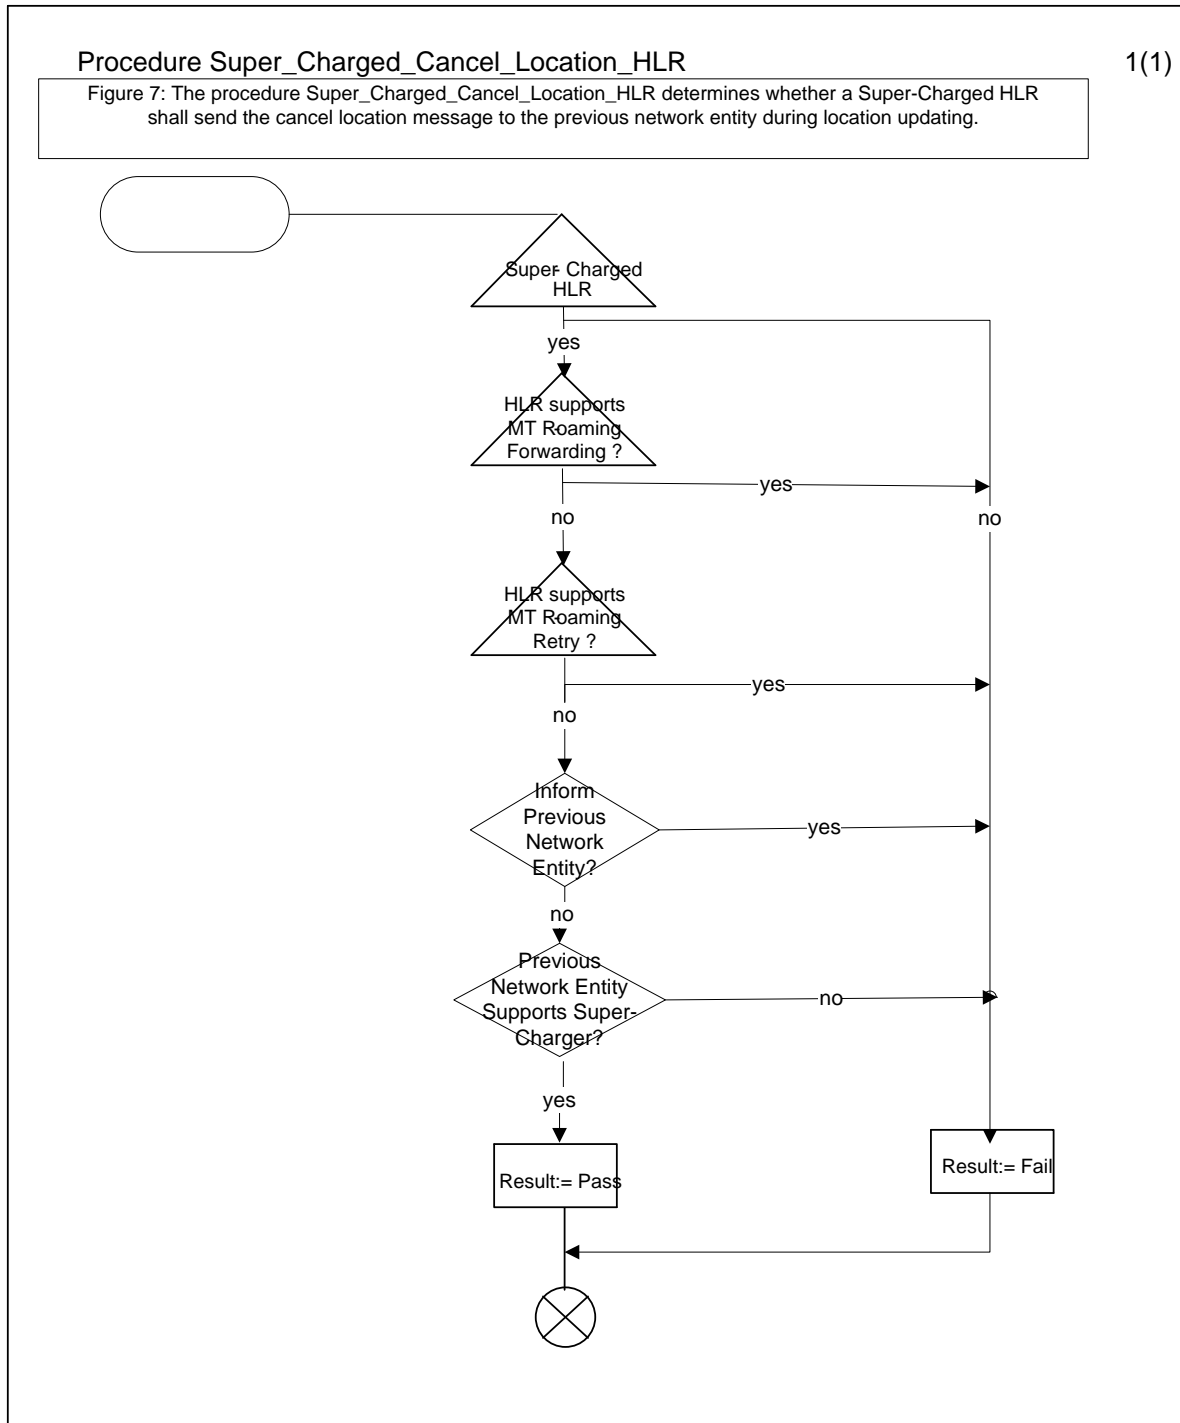 Procedure Super_Charged_Cancel_Location_HLR
1(1)
Figure 7: The procedure Super_Charged_Cancel_Location_HLR determines whether a Super-Charged HLR
shall send the cancel location message to the previous network entity during location updating.
Super- Charged
HLR
yes
HLR supports
MT Roaming
Forwarding ?
yes
no
no
HLR supports
MT Roaming
Retry ?
yes
no
Inform
Previous
Network
Entity?
yes
no
Previous
Network Entity
Supports Super-
Charger?
no
yes
Result:= Pass
Result:= Fail